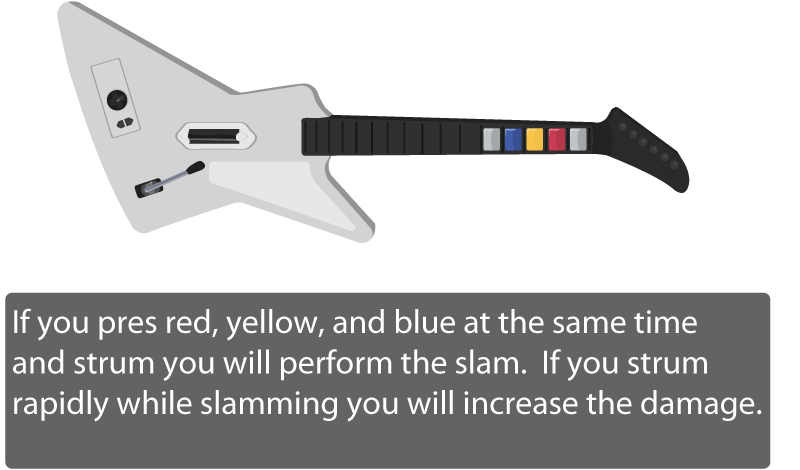 If you pres red, yellow, and blue at the same time
and strum you will perform the slam.  If you strum
rapidly while slamming you will increase the damage.